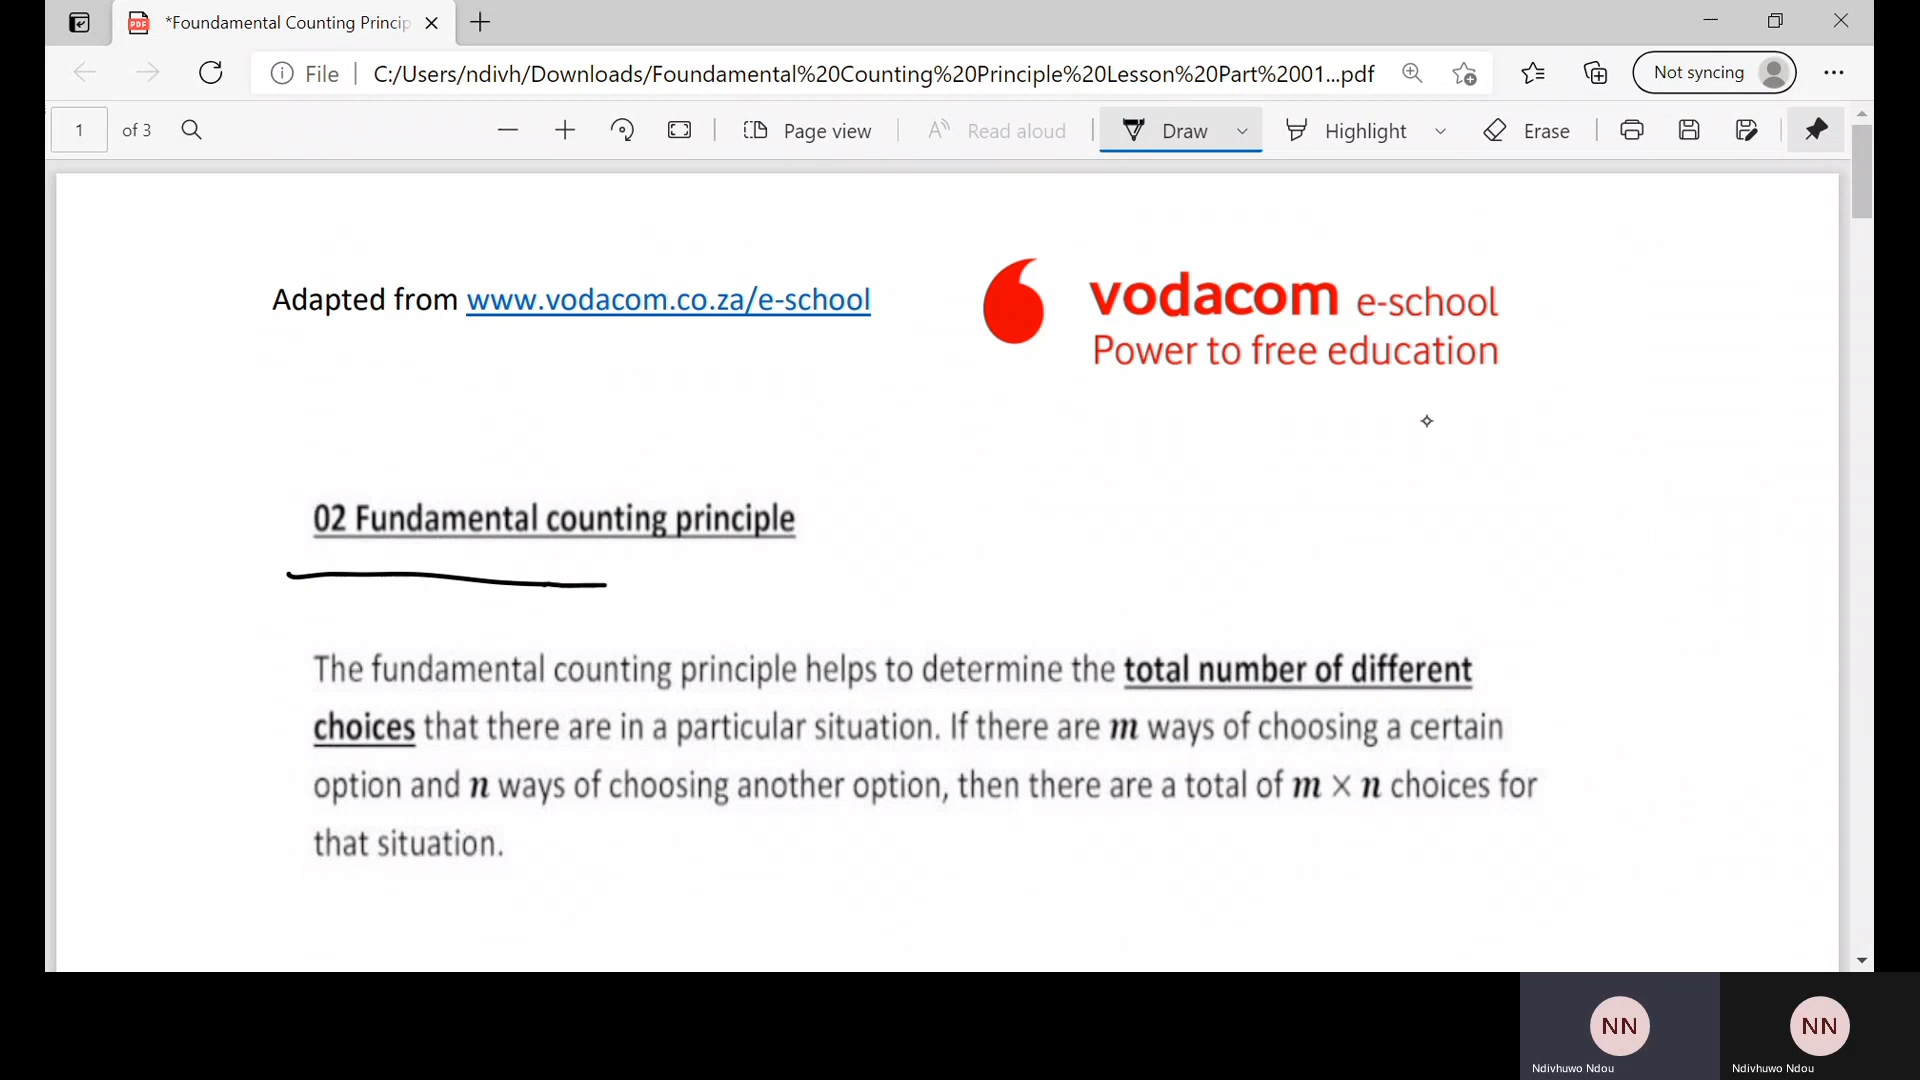 *Foundamental Counting Princip
File
C:/Users/ndivh/Downloads/Foundamental%20Counting%20Principle%20Lesson%20Part%2001...pdf
Not syncing
1 of 3
Page view
Read aloud
Draw
Highlight
Erase
Adapted from www.vodacom.co.za/e-school
vodacom e-school
Power to free education
02 Fundamental counting principle
The fundamental counting principle helps to determine the total number of different
choices that there are in a particular situation. If there are m ways of choosing a certain
option and n ways of choosing another option, then there are a total of m × n choices for
that situation.
NN
NN
Ndivhuwo Ndou
Ndivhuwo Ndou